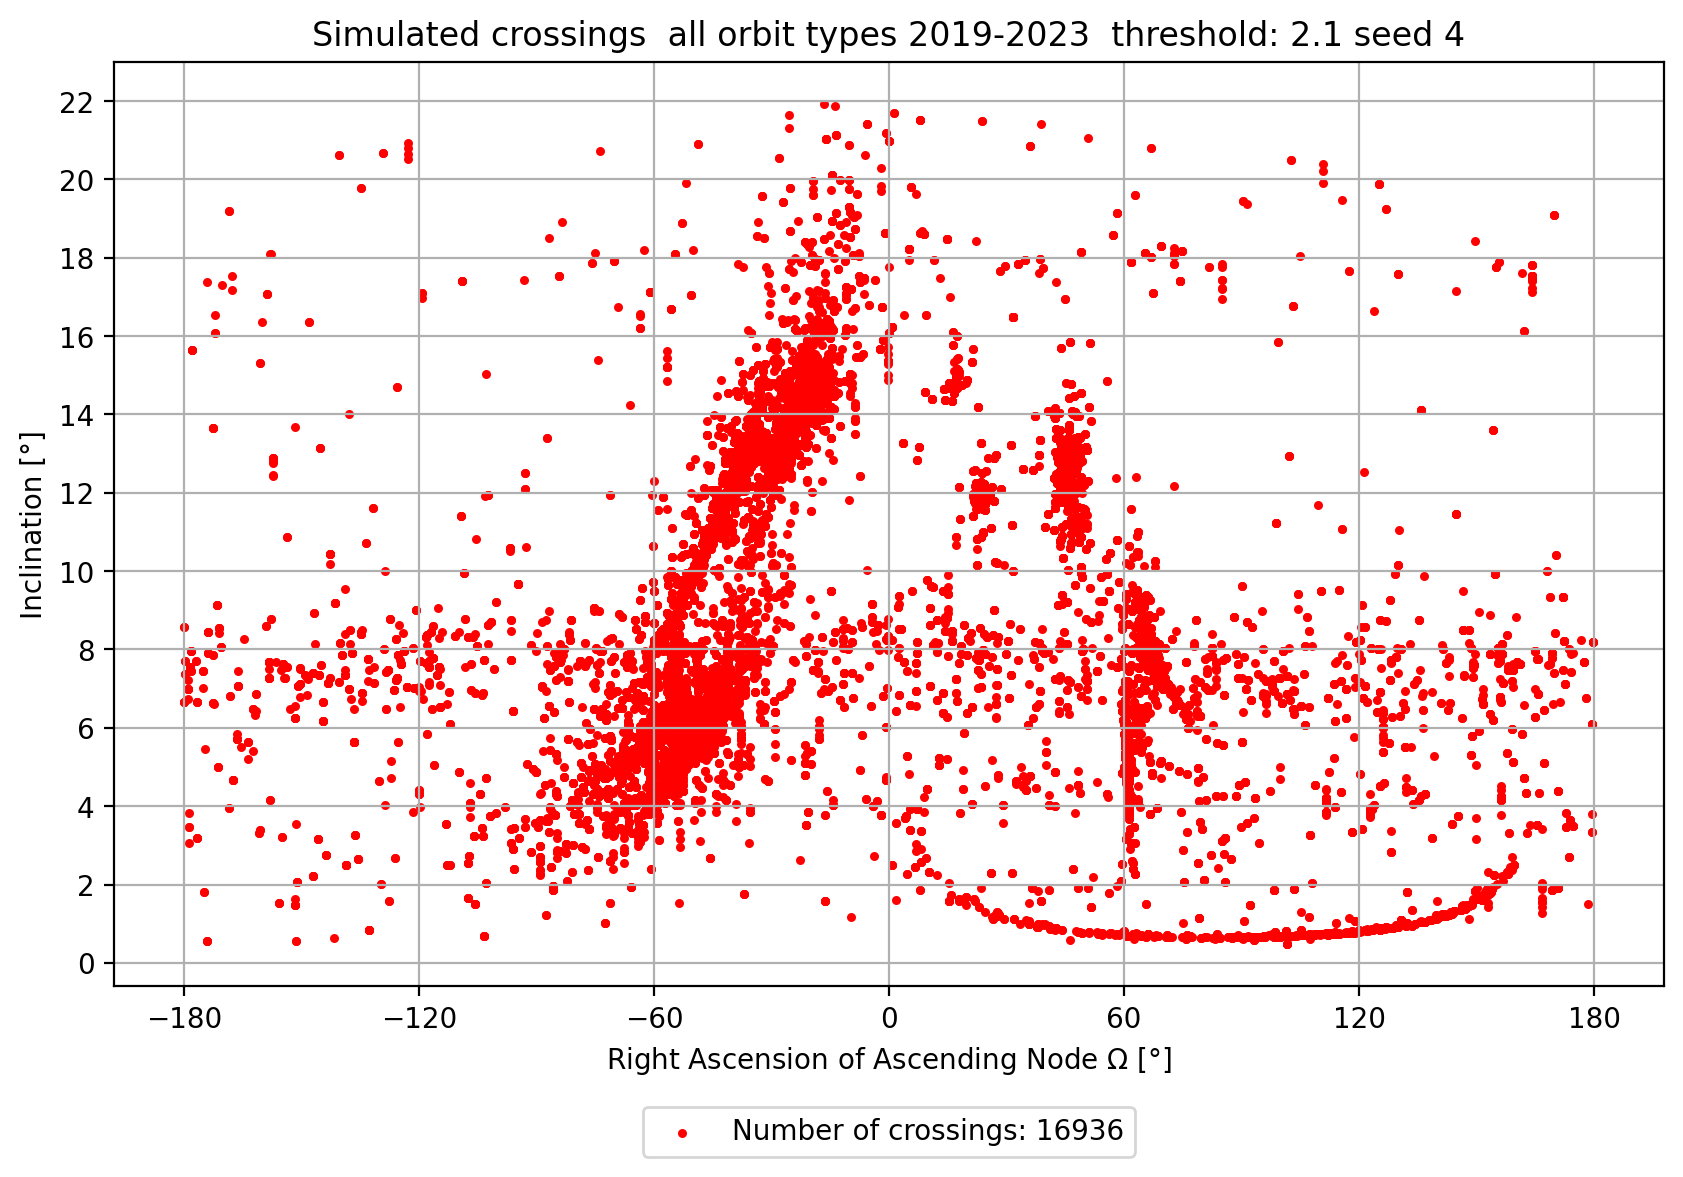 Simulated crossings  all orbit types 2019-2023  threshold: 2.1 seed 4
Inclination [°]
22
20
18
16
14
12
10
8
6
4
2
0
−180 −120 −60 0 60 120 180
Right Ascension of Ascending Node Ω [°]
Number of crossings: 16936